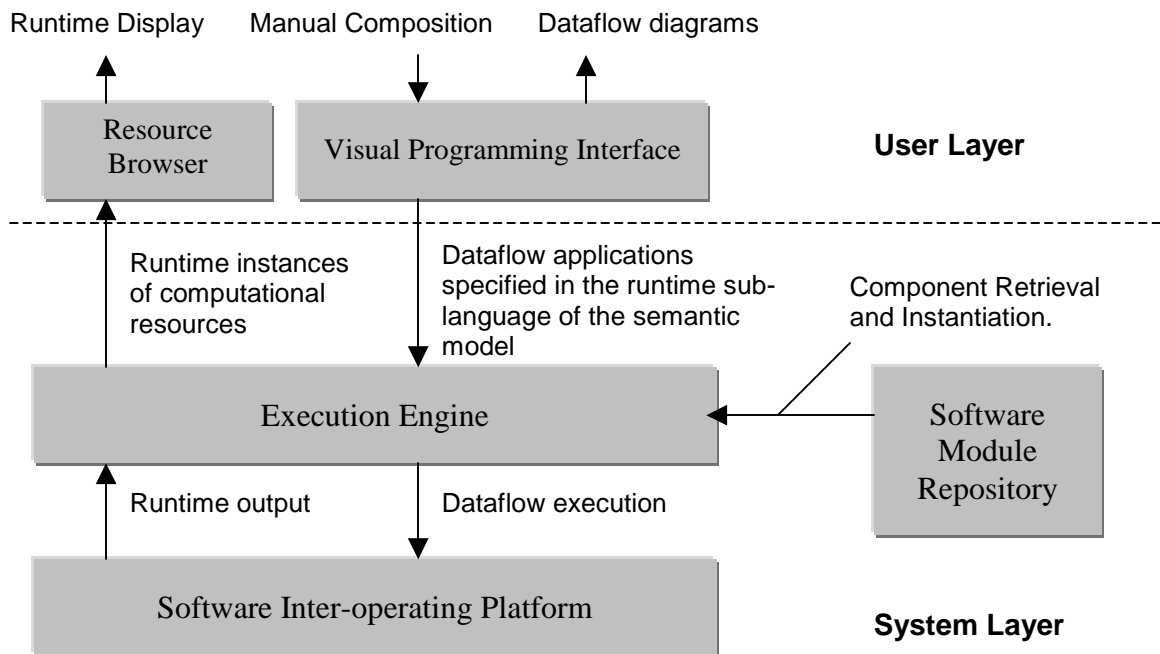 Runtime Display
Manual Composition
Dataflow diagrams
Resource
Browser
Visual Programming Interface
User Layer
Runtime instances
of computational
resources
Dataflow applications
specified in the runtime sub-
language of the semantic
model
Component Retrieval
and Instantiation.
Execution Engine
Software
Module
Repository
Runtime output
Dataflow execution
Software Inter-operating Platform
System Layer